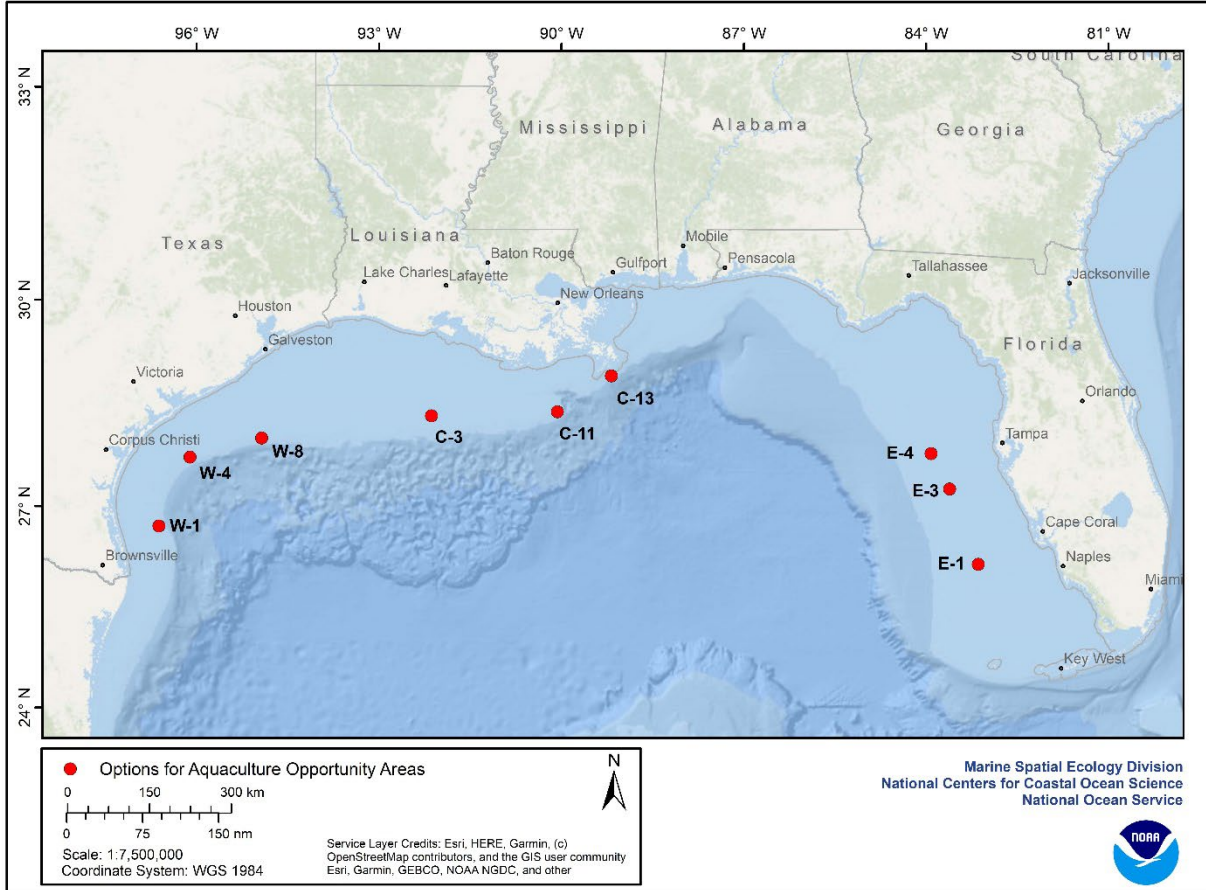 96° W
93° W
90° W
87° W
84° W
81° W
33° N
30° N
27° N
24° N
South Carolina
Mississippi
Alabama
Georgia
Texas
Louisiana
Florida
Mobile
Baton Rouge
Gulfport
Pensacola
Tallahassee
Jacksonville
Lake Charles
Lafayette
New Orleans
Houston
Galveston
Victoria
Orlando
Corpus Christi
Tampa
Cape Coral
Brownsville
Naples
Miami
Key West
C-13
C-3
C-11
W-8
W-4
W-1
E-4
E-3
E-1
Options for Aquaculture Opportunity Areas
0 150 300 km
0 75 150 nm
Scale: 1:7,500,000
Coordinate System: WGS 1984
N
Service Layer Credits: Esri, HERE, Garmin, (c)
OpenStreetMap contributors, and the GIS user community
Esri, Garmin, GEBCO, NOAA NGDC, and other
Marine Spatial Ecology Division
National Centers for Coastal Ocean Science
National Ocean Service
NOAA